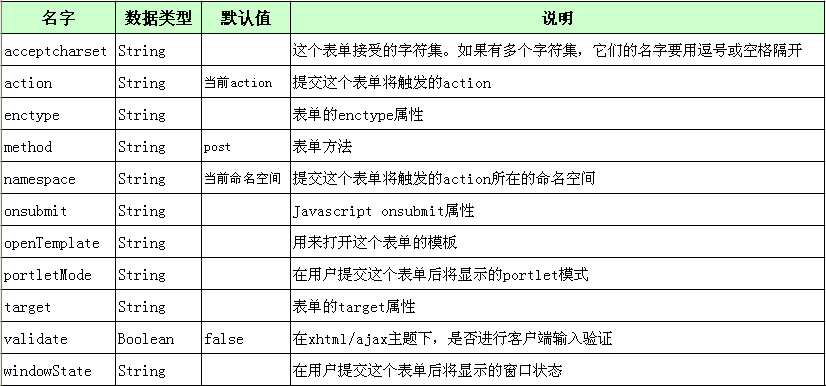 名字 数据类型 默认值 说明
acceptcharset String 这个表单接受的字符集。如果有多个字符集，它们的名字要用逗号或空格隔开
action String 当前action 提交这个表单将触发的action
enctype String 表单的enctype属性
method String post 表单方法
namespace String 当前命名空间 提交这个表单将触发的action所在的命名空间
onsubmit String Javascript onsubmit属性
openTemplate String 用来打开这个表单的模板
portletMode String 在用户提交这个表单后将显示的portlet模式
target String 表单的target属性
validate Boolean false 在xhtml/ajax主题下，是否进行客户端输入验证
windowState String 在用户提交这个表单后将显示的窗口状态